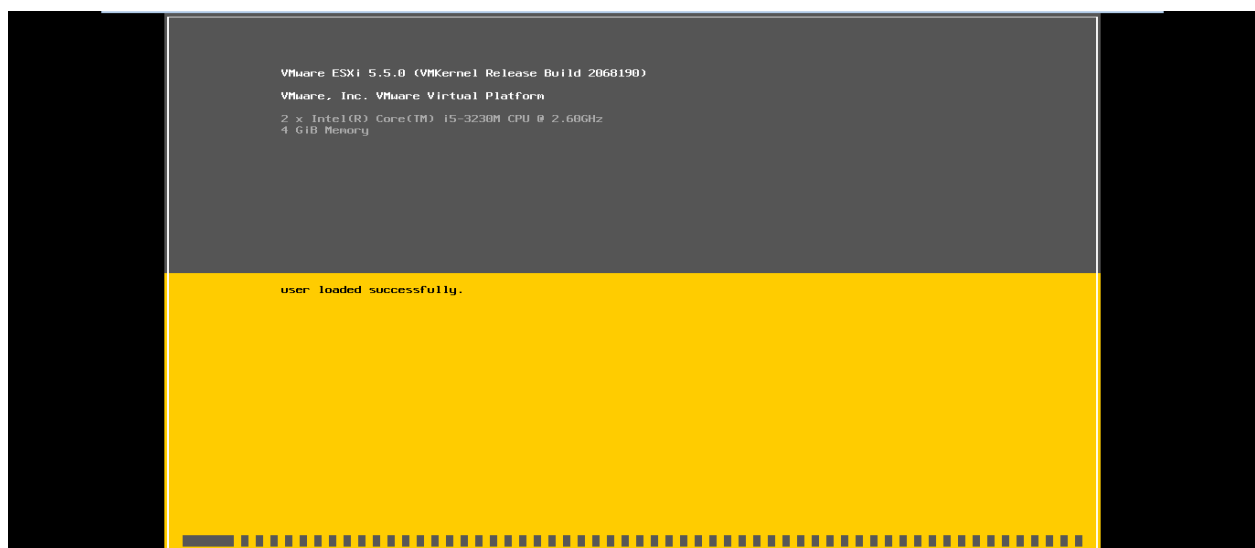 VMware ESXi 5.5.0 (VMKernel Release Build 2068190)
VMware, Inc. VMware Virtual Platform
2 x Intel(R) Core(TM) i5-3230M CPU @ 2.60GHz
4 GiB Memory
user loaded successfully.